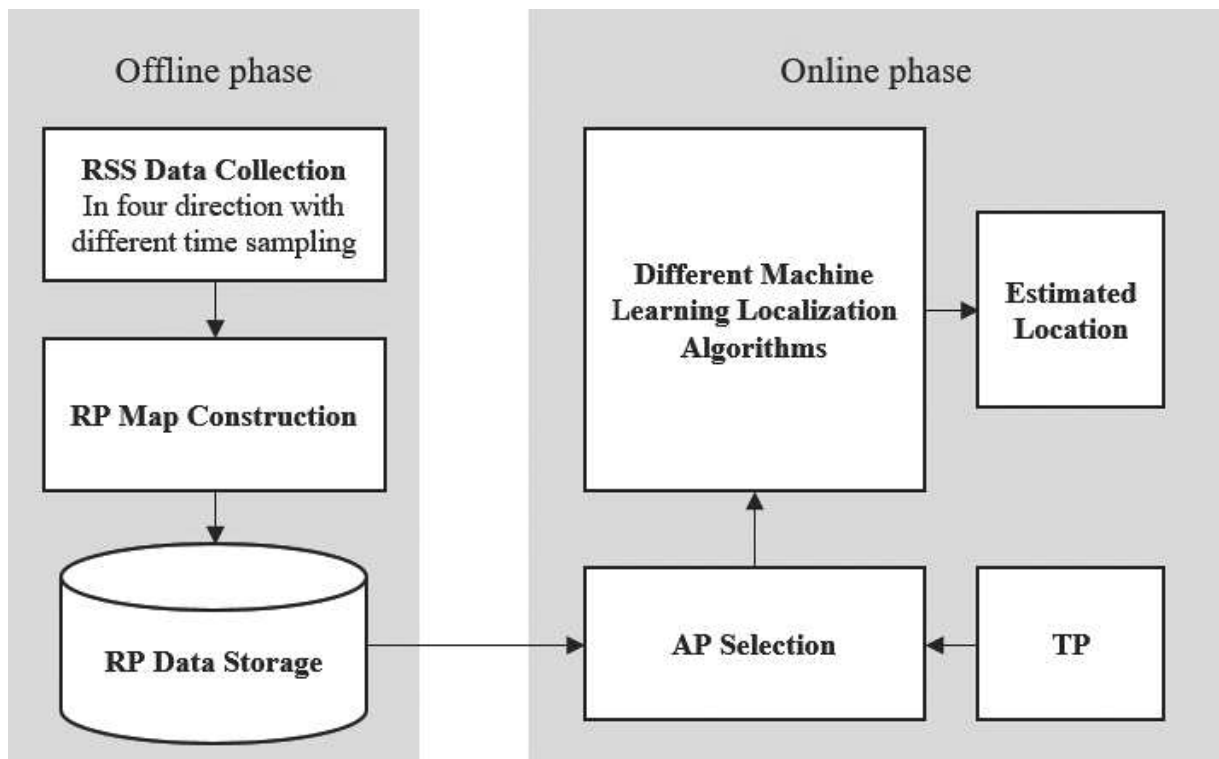 Offline phase
RSS Data Collection
In four direction with
different time sampling
RP Map Construction
RP Data Storage
Online phase
Different Machine
Learning Localization
Algorithms
Estimated
Location
AP Selection
TP